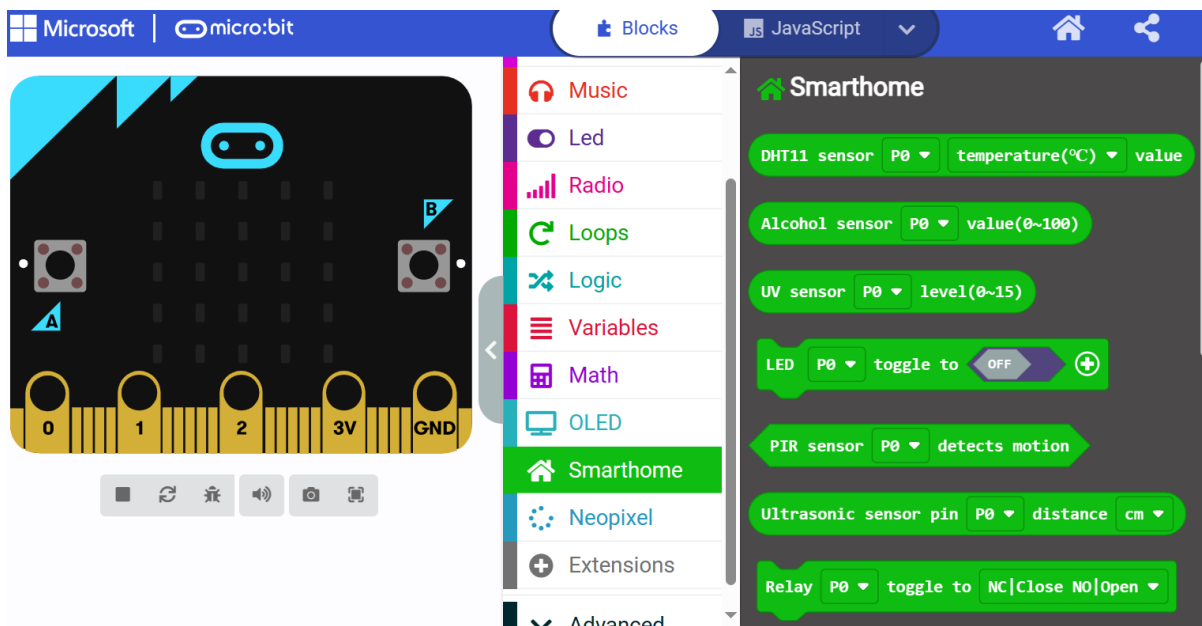 Microsoft micro:bit Blocks JS JavaScript
B
A
0 1 2 3V GND
Music
Led
Radio
Loops
Logic
Variables
Math
OLED
Smarthome
Neopixel
Extensions
Advanced
Smarthome
DHT11 sensor P0 temperature(℃) value
Alcohol sensor P0 value(0~100)
UV sensor P0 level(0~15)
LED P0 toggle to OFF
PIR sensor P0 detects motion
Ultrasonic sensor pin P0 distance cm
Relay P0 toggle to NC|Close NO|Open